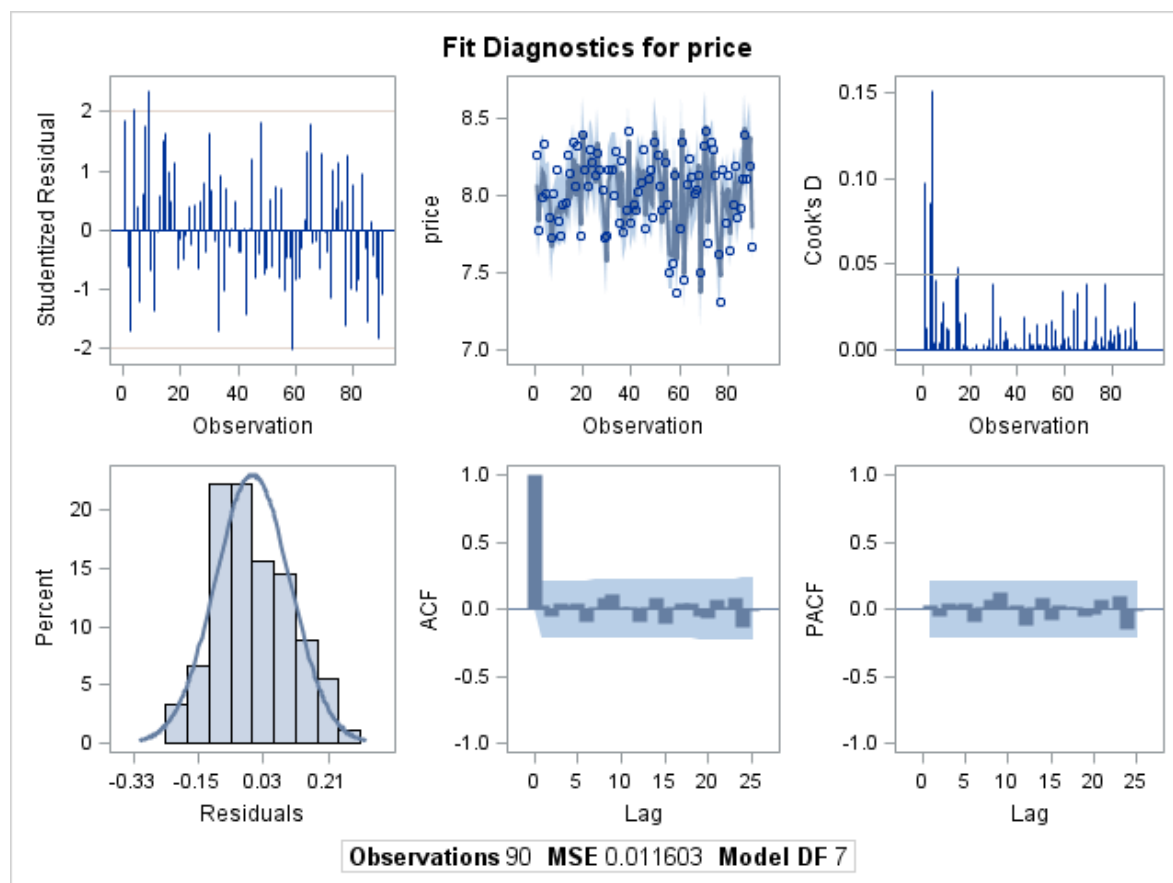 Fit Diagnostics for price
Studentized Residual
2
1
0
-1
-2
0 20 40 60 80
Observation
price
8.5
8.0
7.5
7.0
0 20 40 60 80
Observation
Cook's D
0.15
0.10
0.05
0.00
0 20 40 60 80
Observation
Percent
20
15
10
5
0
-0.33 -0.15 0.03 0.21
Residuals
ACF
1.0
0.5
0.0
-0.5
-1.0
0 5 10 15 20 25
Lag
PACF
1.0
0.5
0.0
-0.5
-1.0
0 5 10 15 20 25
Lag
Observations 90 MSE 0.011603 Model DF 7